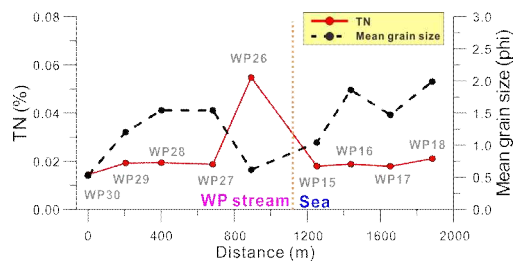 TN
Mean grain size
0.08
0.06
0.04
0.02
0.00
TN (%)
3.0
2.5
2.0
1.5
1.0
0.5
0.0
Mean grain size (phi)
WP26
WP28
WP16
WP18
WP29
WP27
WP15
WP17
WP30
WP stream
Sea
0 400 800 1200 1600 2000
Distance (m)